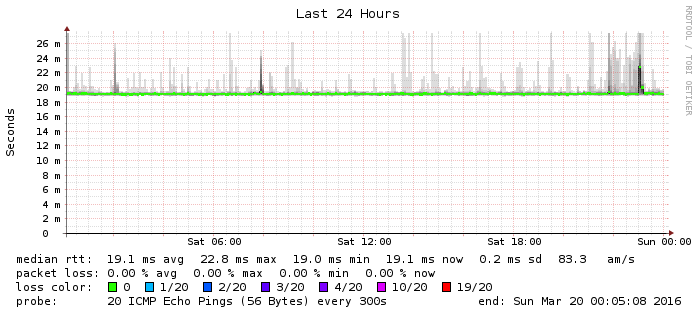 Last 24 Hours
RRDTOOL / TOBI OETIKER
Seconds
26 m
24 m
22 m
20 m
18 m
16 m
14 m
12 m
10 m
8 m
6 m
4 m
2 m
0
Sat 06:00 Sat 12:00 Sat 18:00 Sun 00:00
median rtt: 19.1 ms avg 22.8 ms max 19.0 ms min 19.1 ms now 0.2 ms sd 83.3 am/s
packet loss: 0.00 % avg 0.00 % max 0.00 % min 0.00 % now
loss color: 0 1/20 2/20 3/20 4/20 10/20 19/20
probe: 20 ICMP Echo Pings (56 Bytes) every 300s end: Sun Mar 20 00:05:08 2016